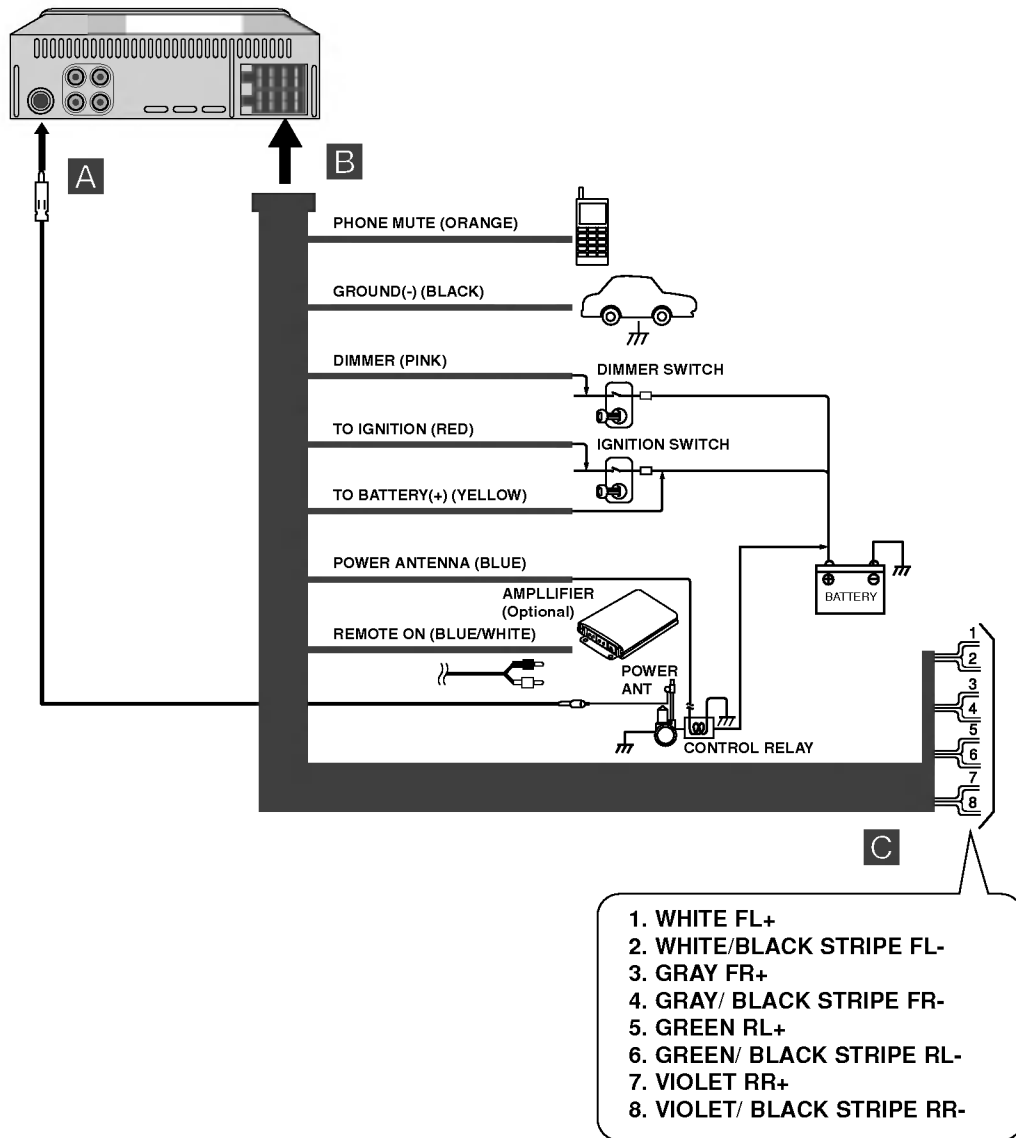 A
B
PHONE MUTE (ORANGE)
GROUND(-) (BLACK)
DIMMER (PINK)
DIMMER SWITCH
TO IGNITION (RED)
IGNITION SWITCH
TO BATTERY(+) (YELLOW)
POWER ANTENNA (BLUE)
BATTERY
AMPLLIFIER
(Optional)
REMOTE ON (BLUE/WHITE)
POWER
ANT
CONTROL RELAY
1
2
3
4
5
6
7
8
C
1. WHITE FL+
2. WHITE/BLACK STRIPE FL-
3. GRAY FR+
4. GRAY/ BLACK STRIPE FR-
5. GREEN RL+
6. GREEN/ BLACK STRIPE RL-
7. VIOLET RR+
8. VIOLET/ BLACK STRIPE RR-